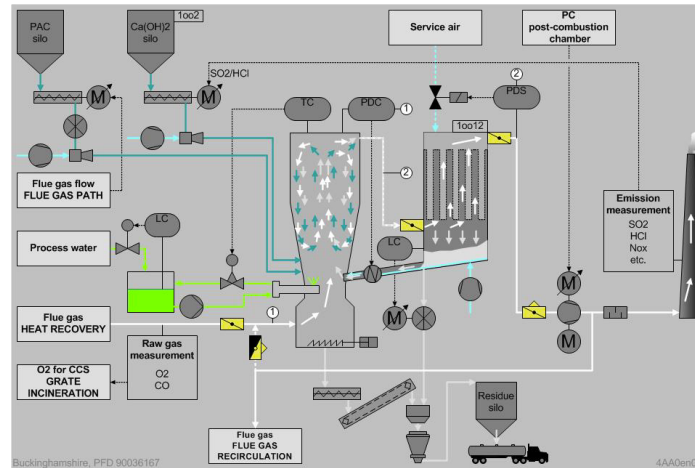 PAC
silo
Ca(OH)2
silo
1oo2
SO2/HCl
M
M
Service air
PC
post-combustion
chamber
TC
PDC
1
2
PDS
2
1oo12
Flue gas flow
FLUE GAS PATH
LC
Process water
LC
Emission
measurement
SO2
HCl
Nox
etc.
Flue gas
HEAT RECOVERY
1
M
M
M
Raw gas
measurement
O2
CO
O2 for CCS
GRATE
INCINERATION
Residue
silo
Flue gas
FLUE GAS
RECIRCULATION
Buckinghamshire, PFD 90036167
4AA0en0